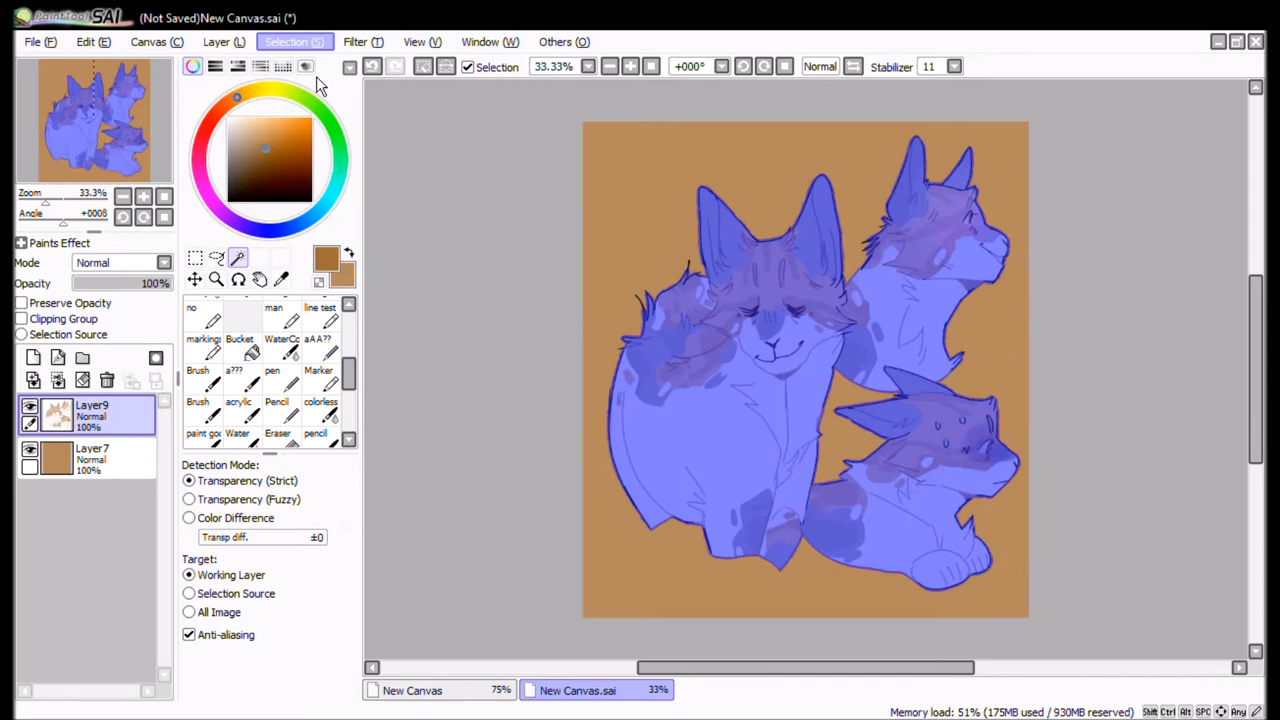 PaintTool SAI (Not Saved)New Canvas.sai (*)
File (F) Edit (E) Canvas (C) Layer (L) Selection (S) Filter (T) View (V) Window (W) Others (O)
Selection 33.33% +000° Normal Stabilizer 11
Zoom 33.3%
Angle +0008
Paints Effect
Mode Normal
Opacity 100%
Preserve Opacity
Clipping Group
Selection Source
Layer9
Normal
100%
Layer7
Normal
100%
no man line test
marking Bucket WaterCo aAA??
Brush a??? pen Marker
Brush acrylic Pencil colorless
paint goo Water Eraser pencil
Detection Mode:
Transparency (Strict)
Transparency (Fuzzy)
Color Difference
Transp diff. ±0
Target:
Working Layer
Selection Source
All Image
Anti-aliasing
New Canvas 75% New Canvas.sai 33%
Memory load: 51% (175MB used / 930MB reserved) Shift Ctrl Alt SPC Any